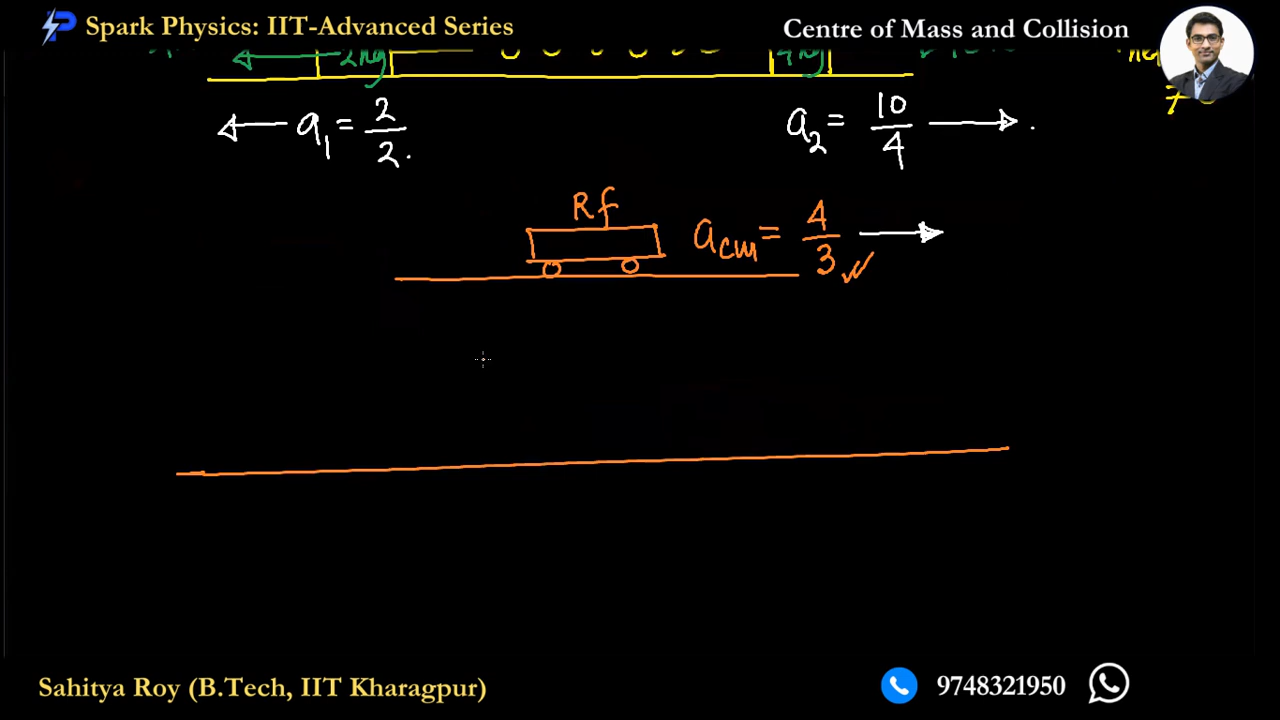 Spark Physics: IIT-Advanced Series
Centre of Mass and Collision
2kg
4kg
a₁ = 2/2.
a₂ = 10/4 .
Rf
a_cm = 4/3 ✓
Sahitya Roy (B.Tech, IIT Kharagpur)
9748321950